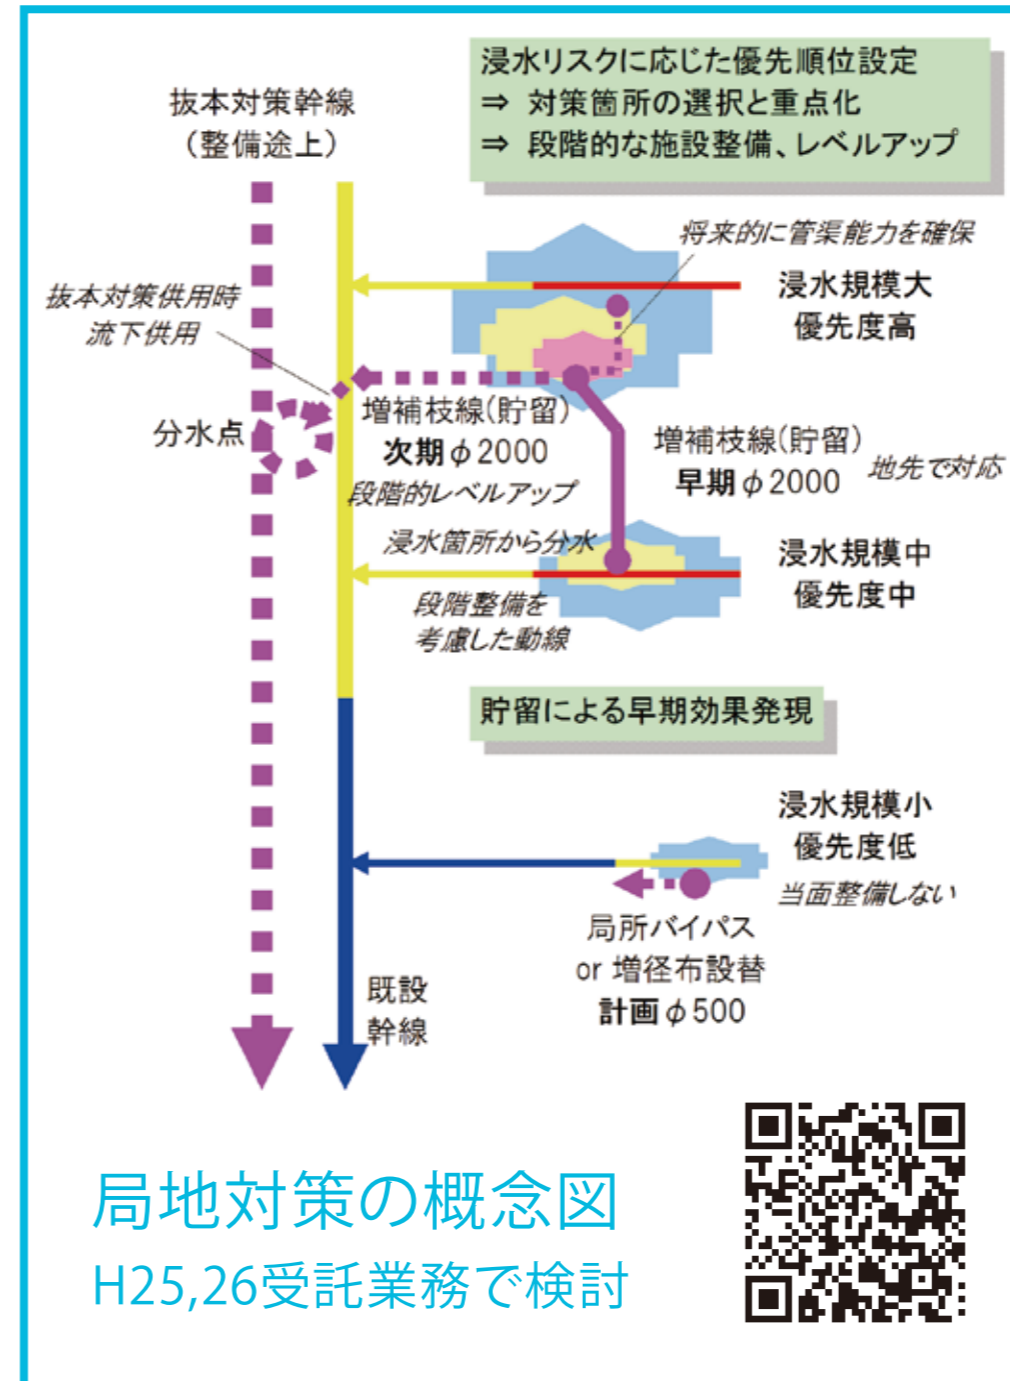 浸水リスクに応じた優先順位設定
⇒ 対策箇所の選択と重点化
⇒ 段階的な施設整備、レベルアップ
抜本対策幹線
（整備途上）
将来的に管渠能力を確保
浸水規模大
優先度高
抜本対策供用時
流下供用
分水点
増補枝線(貯留)
次期φ2000
段階的レベルアップ
増補枝線(貯留)
早期φ2000
地先で対応
浸水箇所から分水
浸水規模中
優先度中
段階整備を
考慮した動線
貯留による早期効果発現
浸水規模小
優先度低
当面整備しない
局所バイパス
or 増径布設替
計画φ500
既設
幹線
局地対策の概念図
H25,26受託業務で検討